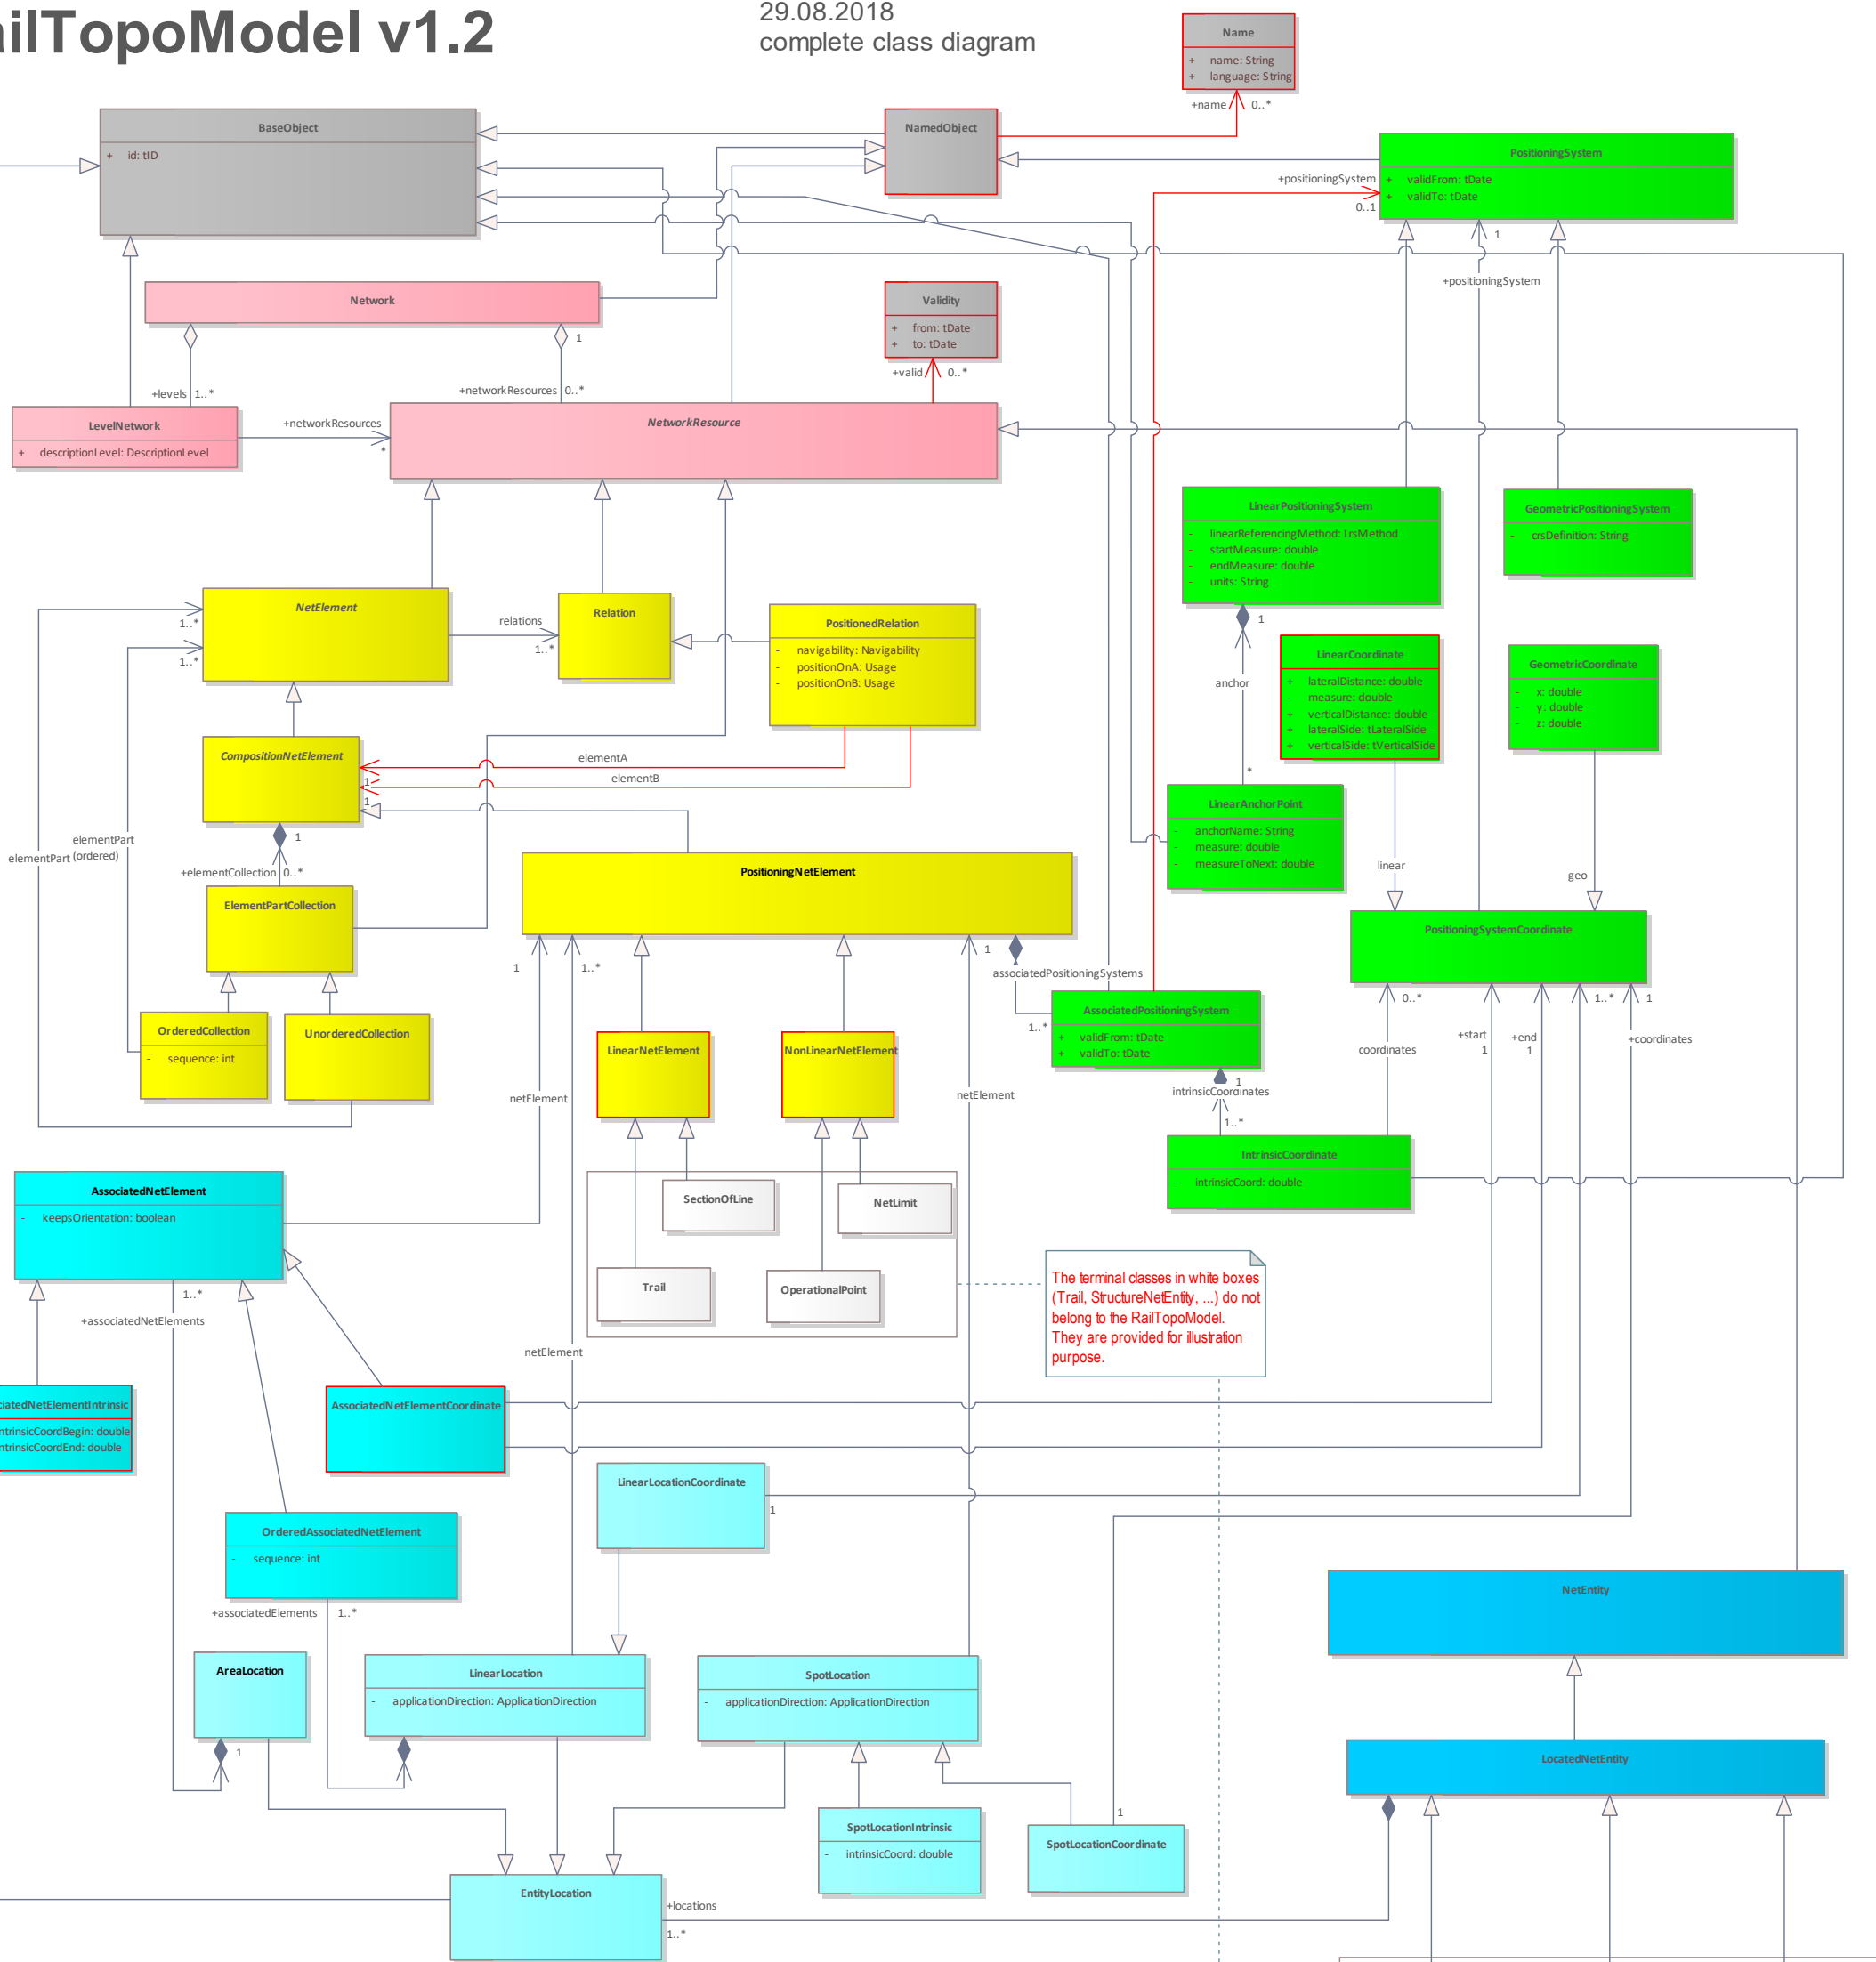 ailTopoModel v1.2
29.08.2018
complete class diagram
Name
+ name: String
+ language: String
+name
0..*
BaseObject
+ id: tID
NamedObject
PositioningSystem
+ validFrom: tDate
+ validTo: tDate
+positioningSystem
0..1
1
+positioningSystem
Network
1
Validity
+ from: tDate
+ to: tDate
+valid
0..*
+levels
1..*
+networkResources
0..*
LevelNetwork
+ descriptionLevel: DescriptionLevel
+networkResources
*
NetworkResource
LinearPositioningSystem
- linearReferencingMethod: LrsMethod
- startMeasure: double
- endMeasure: double
- units: String
GeometricPositioningSystem
- crsDefinition: String
NetElement
1..*
1..*
relations
1..*
Relation
PositionedRelation
- navigability: Navigability
- positionOnA: Usage
- positionOnB: Usage
1
anchor
*
LinearCoordinate
+ lateralDistance: double
- measure: double
+ verticalDistance: double
+ lateralSide: tLateralSide
+ verticalSide: tVerticalSide
GeometricCoordinate
- x: double
- y: double
- z: double
CompositionNetElement
elementA
1
elementB
1
LinearAnchorPoint
- anchorName: String
- measure: double
- measureToNext: double
elementPart
elementPart
(ordered)
1
+elementCollection
0..*
linear
geo
ElementPartCollection
PositioningNetElement
PositioningSystemCoordinate
1
1..*
1
associatedPositioningSystems
1..*
OrderedCollection
- sequence: int
UnorderedCollection
LinearNetElement
NonLinearNetElement
AssociatedPositioningSystem
+ validFrom: tDate
+ validTo: tDate
0..*
coordinates
+start
1
+end
1
1..*
1
+coordinates
netElement
netElement
1
intrinsicCoordinates
1..*
IntrinsicCoordinate
- intrinsicCoord: double
AssociatedNetElement
- keepsOrientation: boolean
SectionOfLine
NetLimit
Trail
OperationalPoint
The terminal classes in white boxes
(Trail, StructureNetEntity, ...) do not
belong to the RailTopoModel.
They are provided for illustration
purpose.
1..*
+associatedNetElements
netElement
ciatedNetElementIntrinsic
ntrinsicCoordBegin: double
ntrinsicCoordEnd: double
AssociatedNetElementCoordinate
LinearLocationCoordinate
1
OrderedAssociatedNetElement
- sequence: int
+associatedElements
1..*
NetEntity
AreaLocation
1
LinearLocation
- applicationDirection: ApplicationDirection
SpotLocation
- applicationDirection: ApplicationDirection
LocatedNetEntity
SpotLocationIntrinsic
- intrinsicCoord: double
1
SpotLocationCoordinate
EntityLocation
+locations
1..*